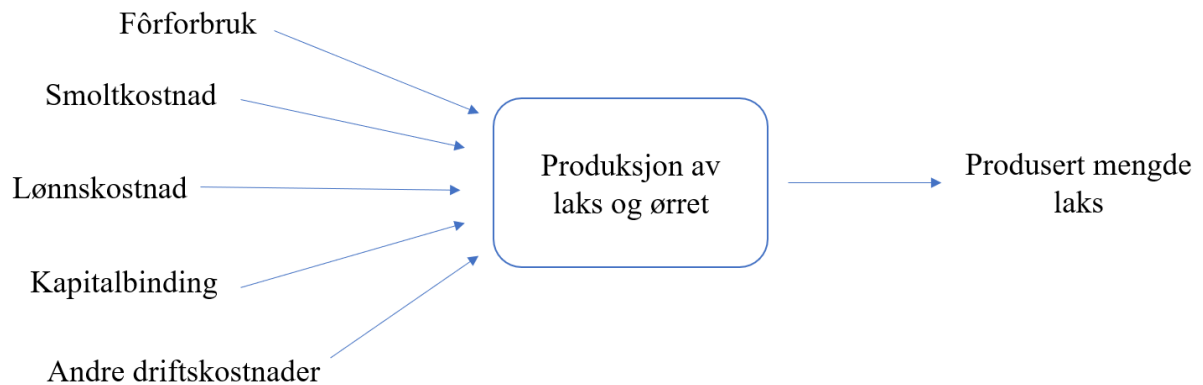 Fôrforbruk
Smoltkostnad
Lønnskostnad
Kapitalbinding
Andre driftskostnader
Produksjon av
laks og ørret
Produsert mengde
laks